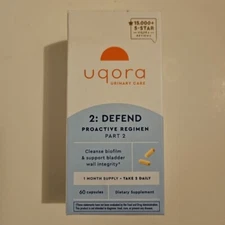 15,000+
5-STAR
uqora
URINARY CARE
2: DEFEND
PROACTIVE REGIMEN
PART 2
Cleanse biofilm
& support bladder
wall integrity*
1 MONTH SUPPLY • TAKE 2 DAILY
60 capsules
Dietary Supplement